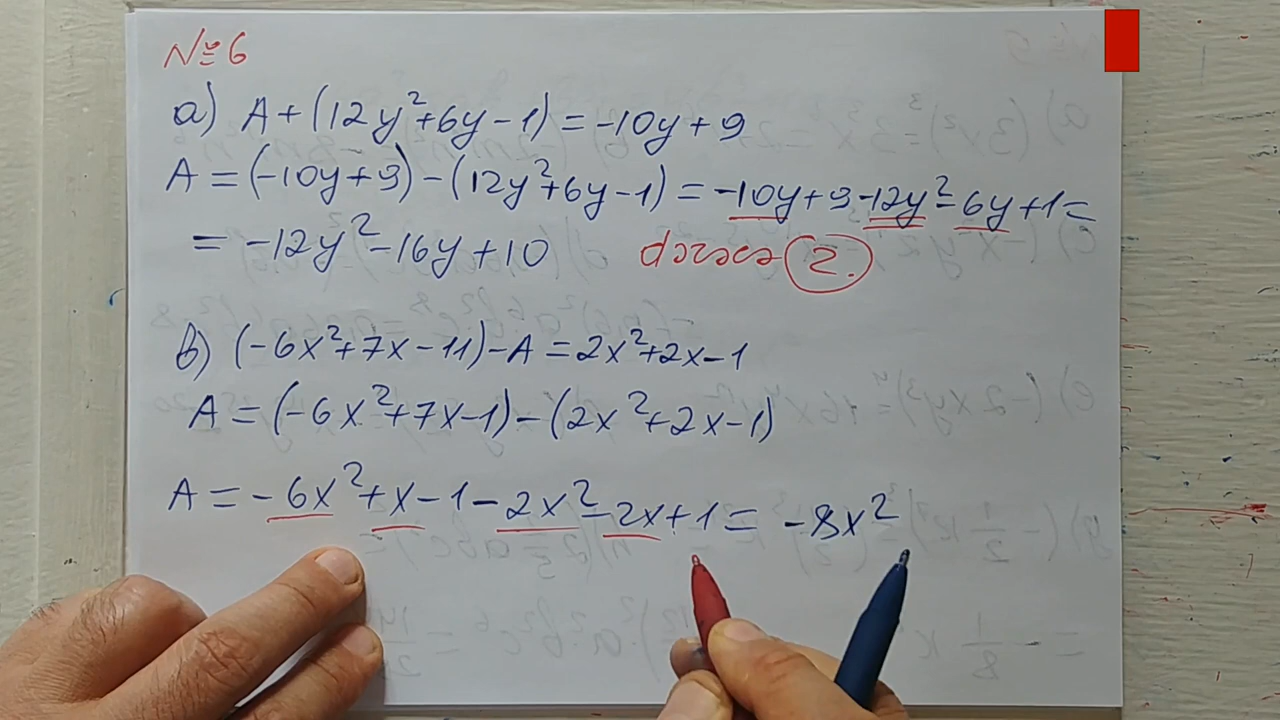 №6
a) A+(12y²+6y-1)=-10y+9
A=(-10y+9)-(12y²+6y-1)=-10y+9-12y²-6y+1=
=-12y²-16y+10 dərəcə 2.
b) (-6x²+7x-11)-A=2x²+2x-1
A=(-6x²+7x-1)-(2x²+2x-1)
A=-6x²+x-1-2x²-2x+1=-8x²